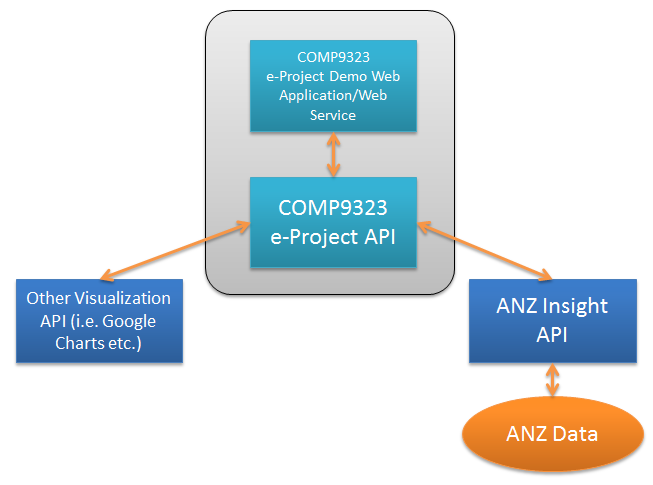 COMP9323
e-Project Demo Web
Application/Web
Service
COMP9323
e-Project API
Other Visualization
API (i.e. Google
Charts etc.)
ANZ Insight
API
ANZ Data